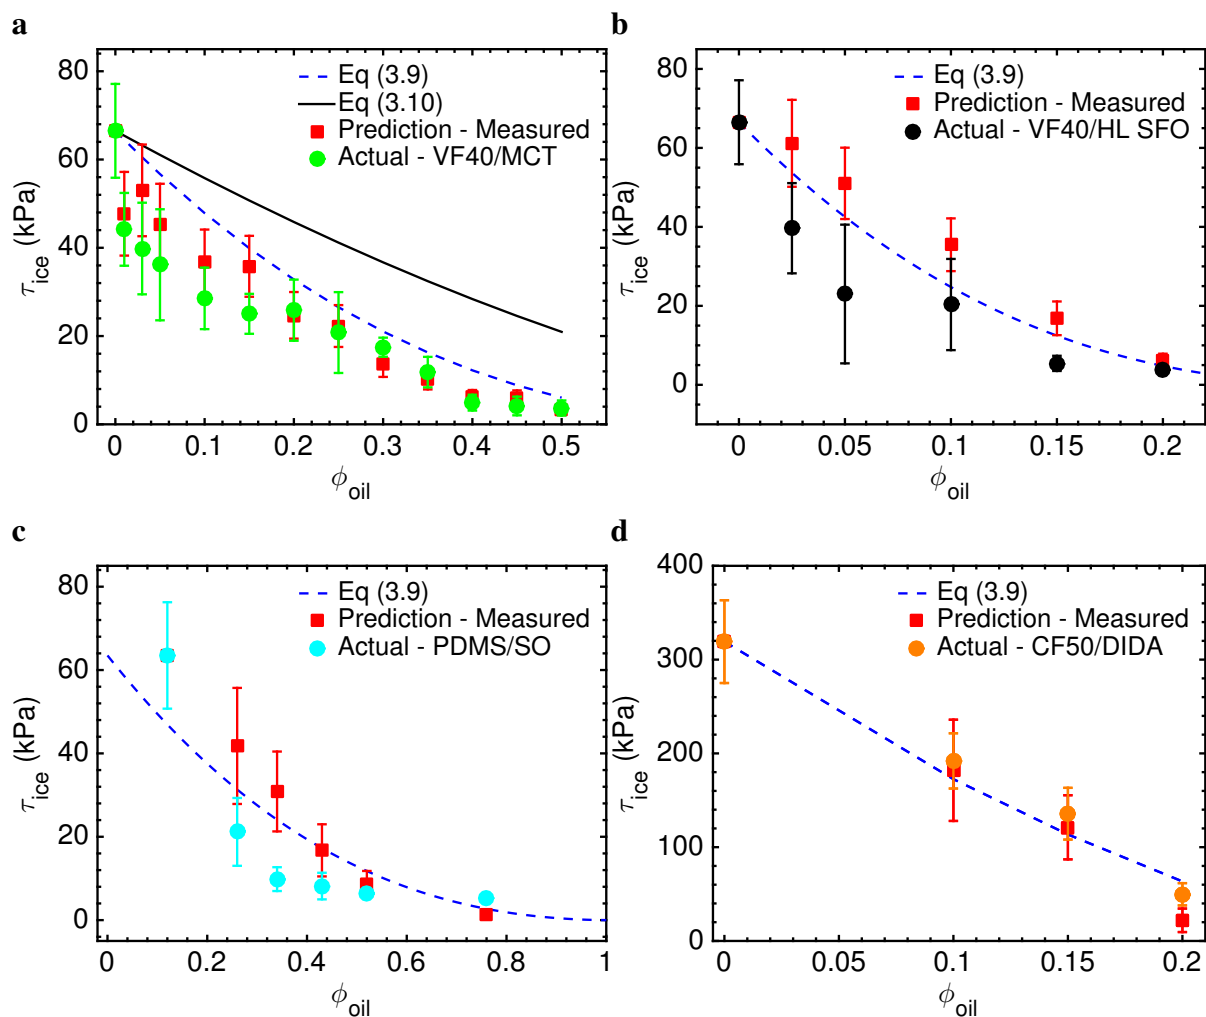 a
80
60
40
20
0
τice (kPa)
Eq (3.9)
Eq (3.10)
Prediction - Measured
Actual - VF40/MCT
0 0.1 0.2 0.3 0.4 0.5
ϕoil
b
80
60
40
20
0
τice (kPa)
Eq (3.9)
Prediction - Measured
Actual - VF40/HL SFO
0 0.05 0.1 0.15 0.2
ϕoil
c
80
60
40
20
0
τice (kPa)
Eq (3.9)
Prediction - Measured
Actual - PDMS/SO
0 0.2 0.4 0.6 0.8 1
ϕoil
d
400
300
200
100
0
τice (kPa)
Eq (3.9)
Prediction - Measured
Actual - CF50/DIDA
0 0.05 0.1 0.15 0.2
ϕoil